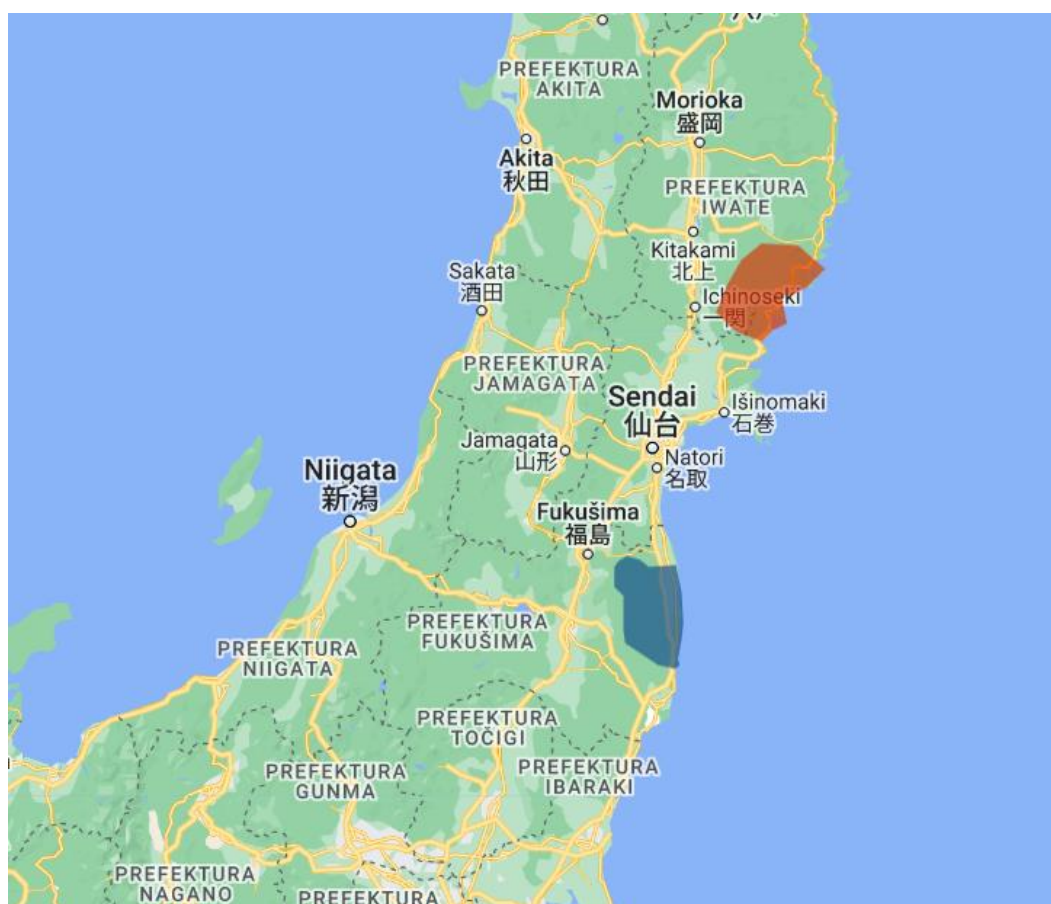 PREFEKTURA
AKITA
Morioka
盛岡
Akita
秋田
PREFEKTURA
IWATE
Kitakami
北上
Sakata
酒田
Ichinoseki
一関
PREFEKTURA
JAMAGATA
Sendai
仙台
Išinomaki
石巻
Jamagata
山形
Natori
名取
Niigata
新潟
Fukušima
福島
PREFEKTURA
FUKUŠIMA
PREFEKTURA
NIIGATA
PREFEKTURA
TOČIGI
PREFEKTURA
GUNMA
PREFEKTURA
IBARAKI
PREFEKTURA
NAGANO
PREFEKTURA